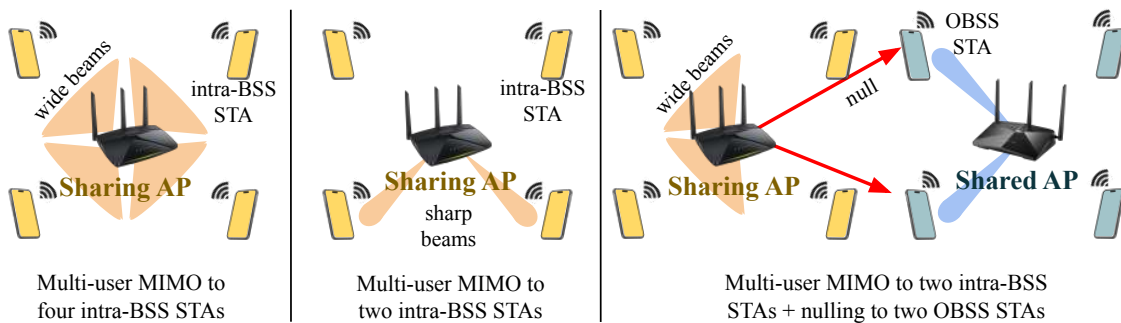 wide beams
intra-BSS
STA
Sharing AP
Multi-user MIMO to
four intra-BSS STAs
intra-BSS
STA
Sharing AP
sharp
beams
Multi-user MIMO to
two intra-BSS STAs
OBSS
STA
wide beams
null
Sharing AP
Shared AP
Multi-user MIMO to two intra-BSS
STAs + nulling to two OBSS STAs